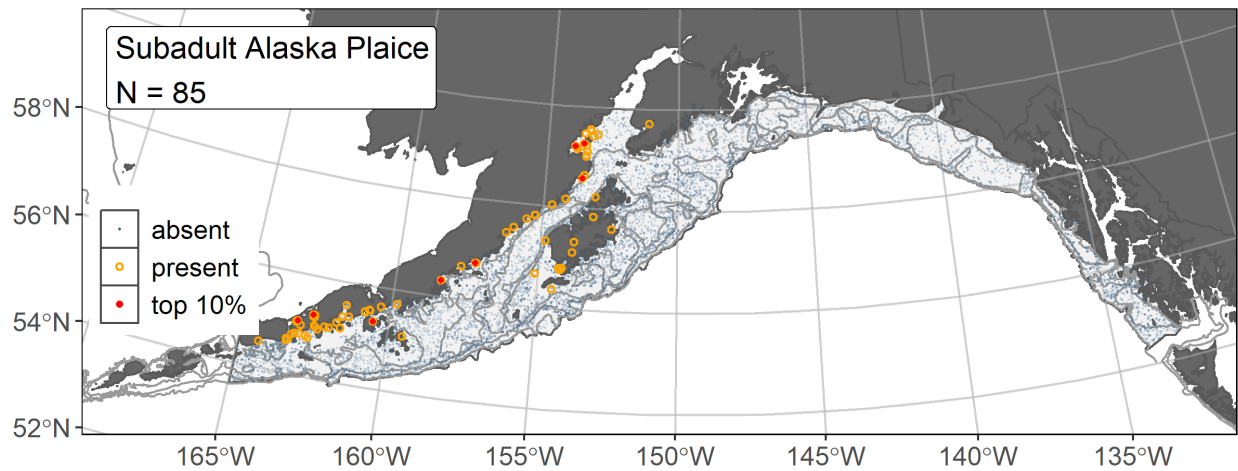 Subadult Alaska Plaice
N = 85
58°N
56°N
54°N
52°N
absent
present
top 10%
165°W
160°W
155°W
150°W
145°W
140°W
135°W